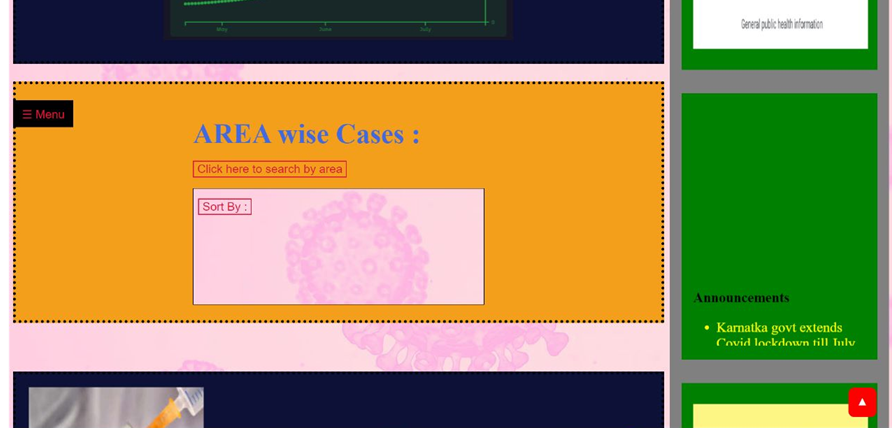 May June July 0
General public health information
☰ Menu
AREA wise Cases :
Click here to search by area
Sort By :
Announcements
• Karnatka govt extends
Covid lockdown till July
▲